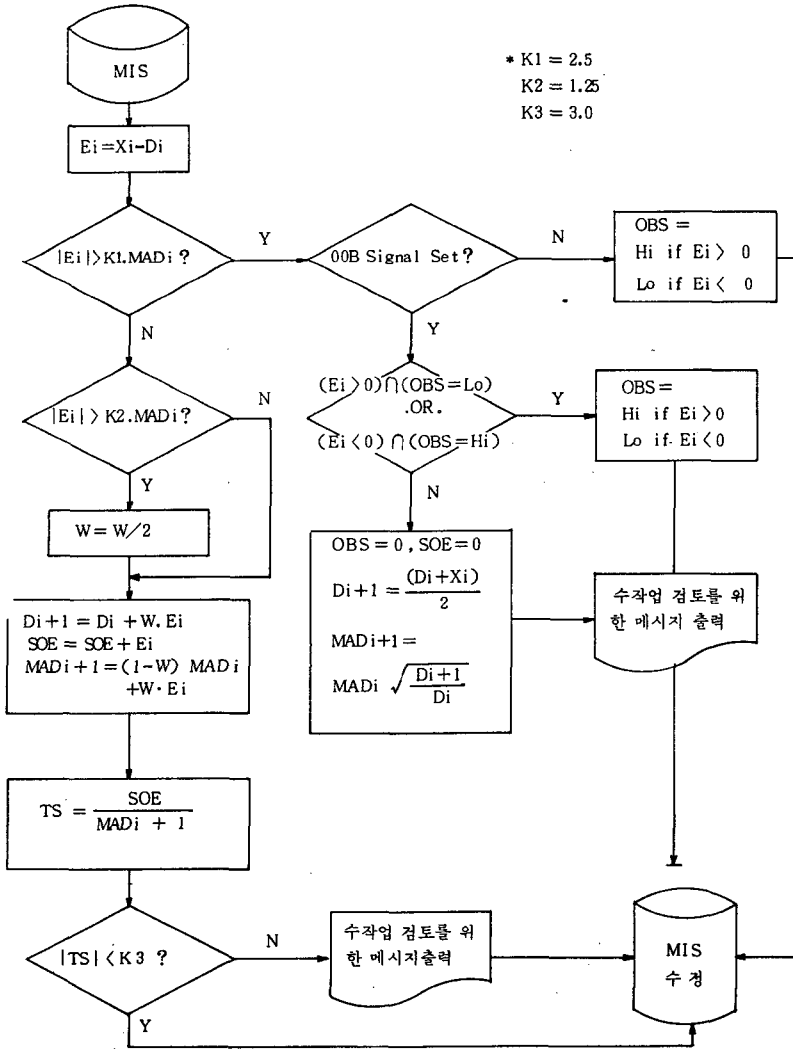 MIS
* K1 = 2.5
K2 = 1.25
K3 = 3.0
Ei=Xi-Di
|Ei|>K1.MADi?
Y
00B Signal Set?
N
OBS =
Hi if Ei > 0
Lo if Ei < 0
N
Y
|Ei|> K2.MADi?
N
(Ei>0)∩(OBS=Lo)
.OR.
(Ei<0)∩(OBS=Hi)
Y
OBS =
Hi if Ei>0
Lo if Ei<0
Y
N
W= W/2
OBS = 0, SOE=0
Di+1 = (Di+Xi)/2
MADi+1=
MADi √(Di+1/Di)
수작업 검토를 위
한 메시지 출력
Di+1 = Di + W. Ei
SOE = SOE + Ei
MADi+1=(1-W) MADi
+W· Ei
TS = SOE/MADi + 1
|TS| < K3 ?
N
수작업 검토를 위
한 메시지출력
MIS
수 정
Y